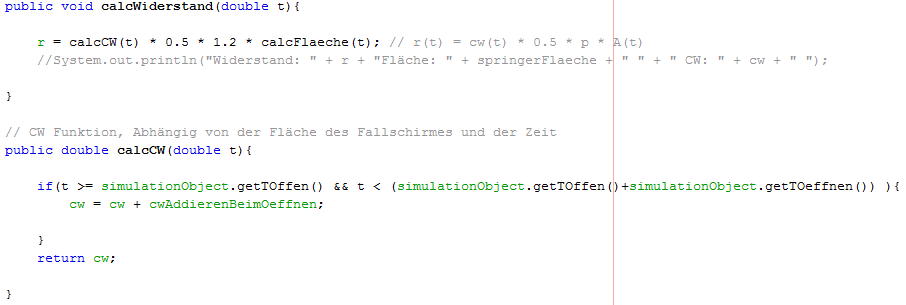 public void calcWiderstand(double t){
r = calcCW(t) * 0.5 * 1.2 * calcFlaeche(t); // r(t) = cw(t) * 0.5 * p * A(t)
//System.out.println("Widerstand: " + r + "Fläche: " + springerFlaeche + " " + " CW: " + cw + " ");
}
// CW Funktion, Abhängig von der Fläche des Fallschirmes und der Zeit
public double calcCW(double t){
if(t >= simulationObject.getTOffen() && t < (simulationObject.getTOffen()+simulationObject.getTOeffnen()) ){
cw = cw + cwAddierenBeimOeffnen;
}
return cw;
}